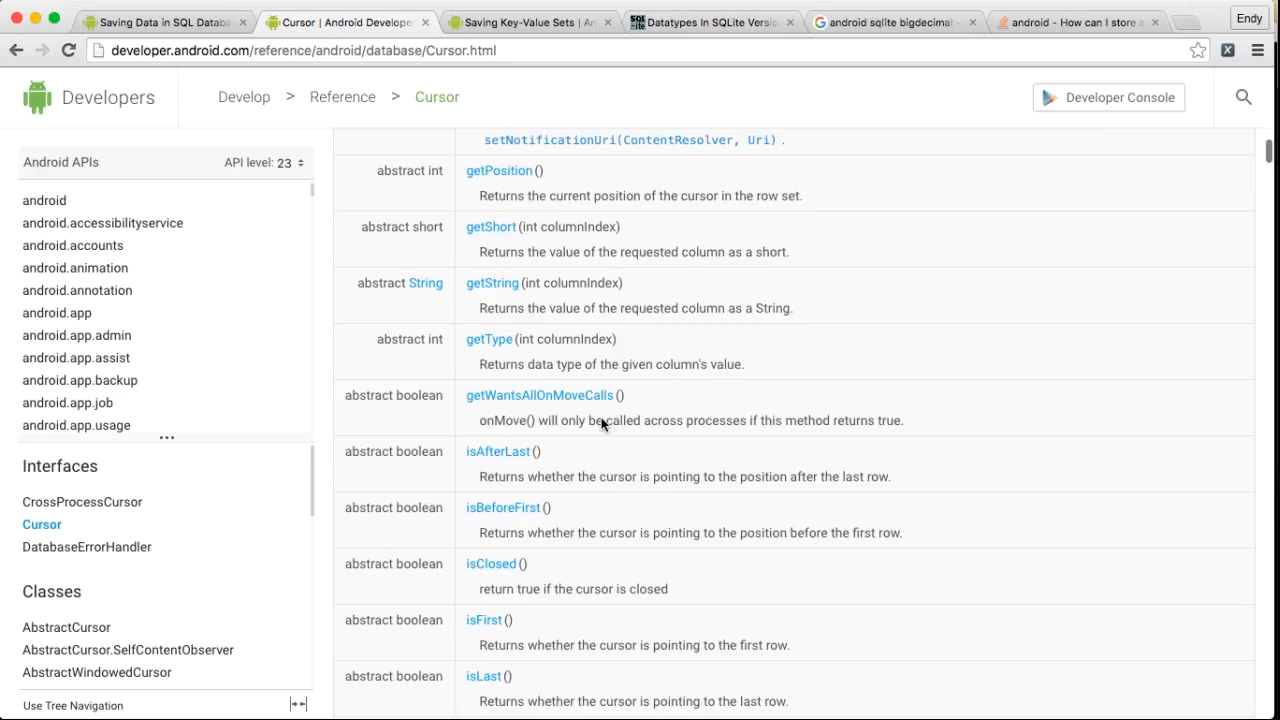 Saving Data in SQL Databa
Cursor | Android Develope
Saving Key-Value Sets | An
Datatypes In SQLite Versio
android sqlite bigdecimal -
android - How can I store a
Endy
developer.android.com/reference/android/database/Cursor.html
Developers
Develop > Reference > Cursor
Developer Console
Android APIs
API level: 23
android
android.accessibilityservice
android.accounts
android.animation
android.annotation
android.app
android.app.admin
android.app.assist
android.app.backup
android.app.job
android.app.usage
Interfaces
CrossProcessCursor
Cursor
DatabaseErrorHandler
Classes
AbstractCursor
AbstractCursor.SelfContentObserver
AbstractWindowedCursor
Use Tree Navigation
setNotificationUri(ContentResolver, Uri) .
abstract int getPosition()
Returns the current position of the cursor in the row set.
abstract short getShort(int columnIndex)
Returns the value of the requested column as a short.
abstract String getString(int columnIndex)
Returns the value of the requested column as a String.
abstract int getType(int columnIndex)
Returns data type of the given column's value.
abstract boolean getWantsAllOnMoveCalls()
onMove() will only be called across processes if this method returns true.
abstract boolean isAfterLast()
Returns whether the cursor is pointing to the position after the last row.
abstract boolean isBeforeFirst()
Returns whether the cursor is pointing to the position before the first row.
abstract boolean isClosed()
return true if the cursor is closed
abstract boolean isFirst()
Returns whether the cursor is pointing to the first row.
abstract boolean isLast()
Returns whether the cursor is pointing to the last row.